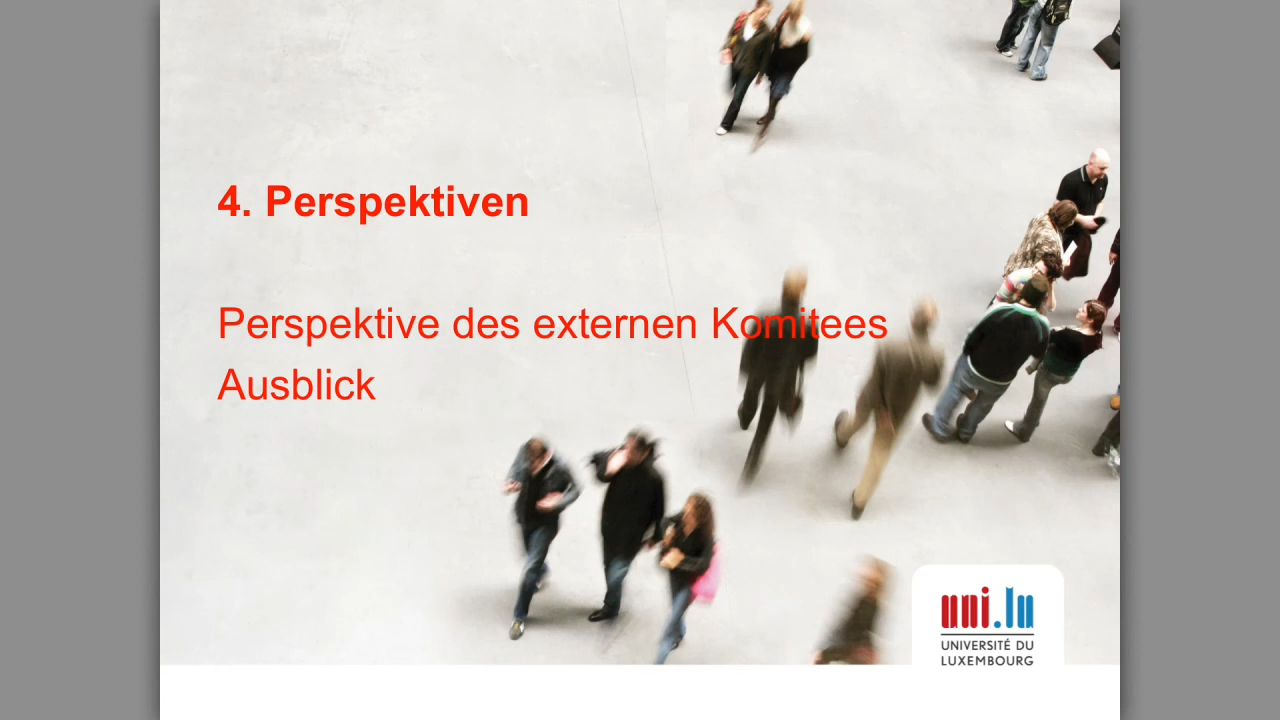 4. Perspektiven
Perspektive des externen Komitees
Ausblick
uni.lu
UNIVERSITÉ DU
LUXEMBOURG